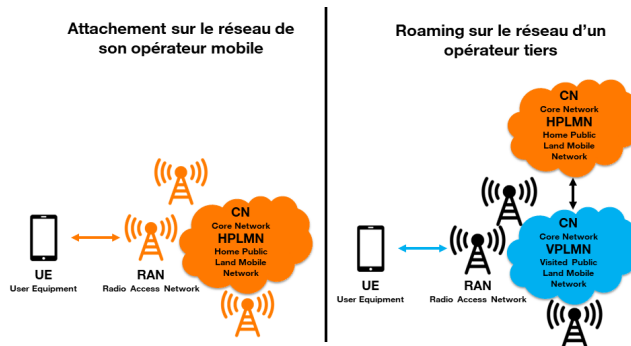 Attachement sur le réseau de
son opérateur mobile
CN
Core Network
HPLMN
Home Public
Land Mobile
Network
UE
User Equipment
RAN
Radio Access Network
Roaming sur le réseau d'un
opérateur tiers
CN
Core Network
HPLMN
Home Public
Land Mobile
Network
CN
Core Network
VPLMN
Visited Public
Land Mobile
Network
UE
User Equipment
RAN
Radio Access Network